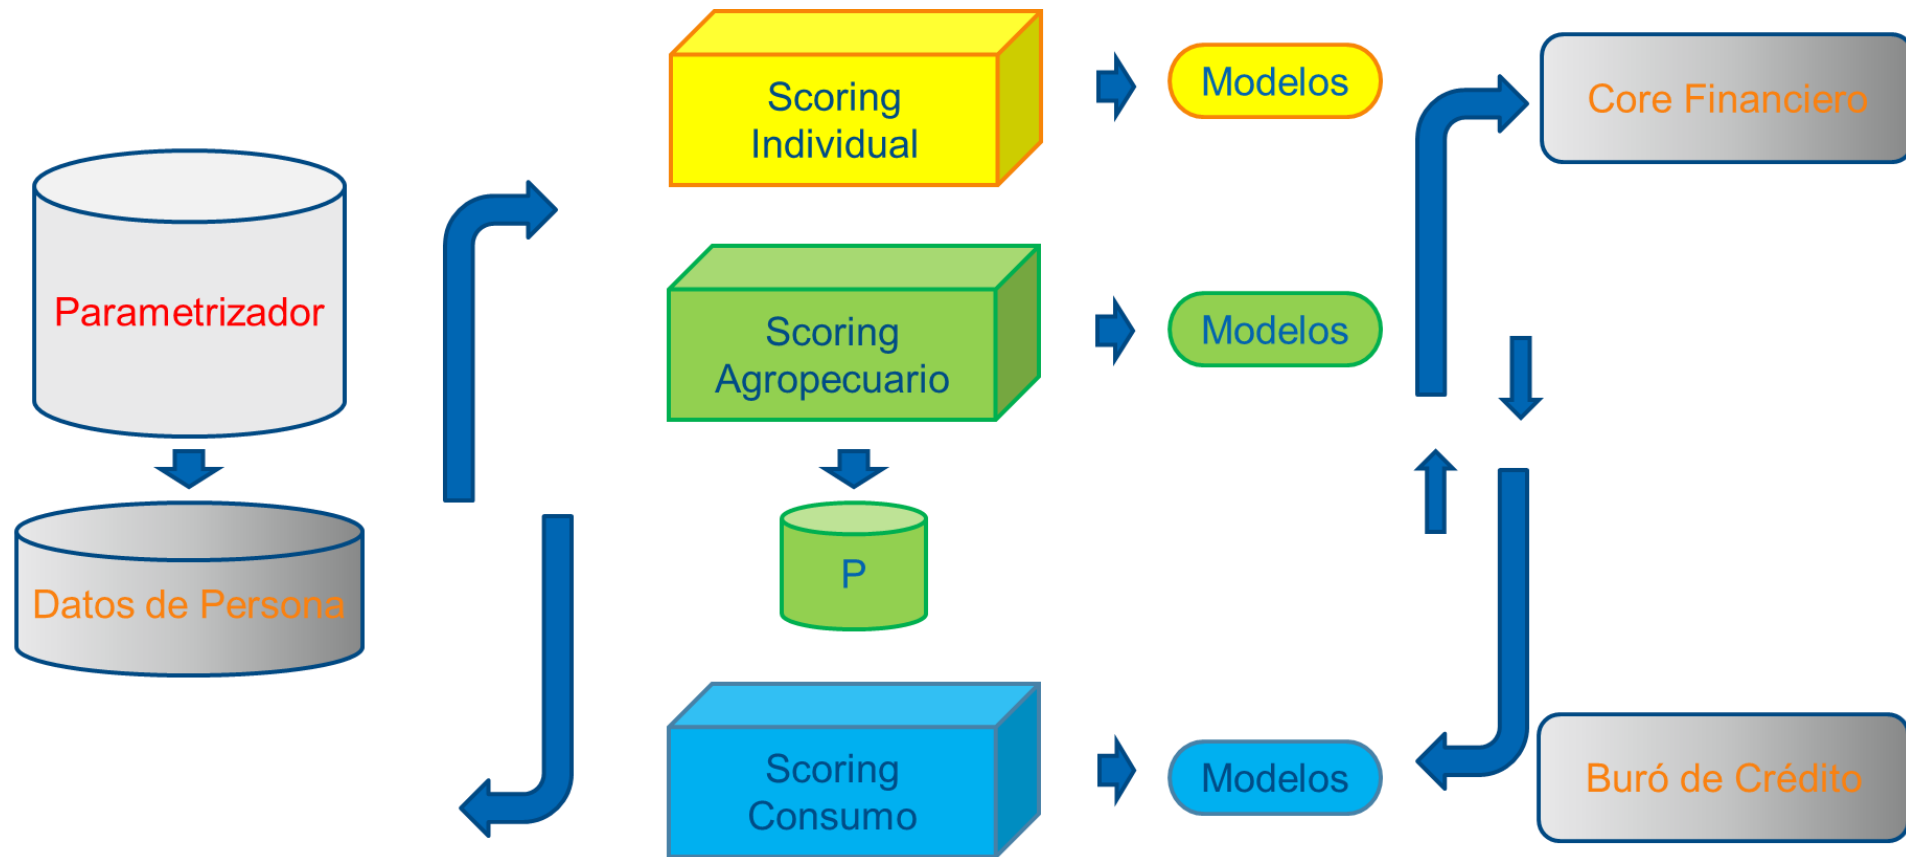 Parametrizador
Datos de Persona
Scoring
Individual
Modelos
Scoring
Agropecuario
Modelos
P
Scoring
Consumo
Modelos
Core Financiero
Buró de Crédito